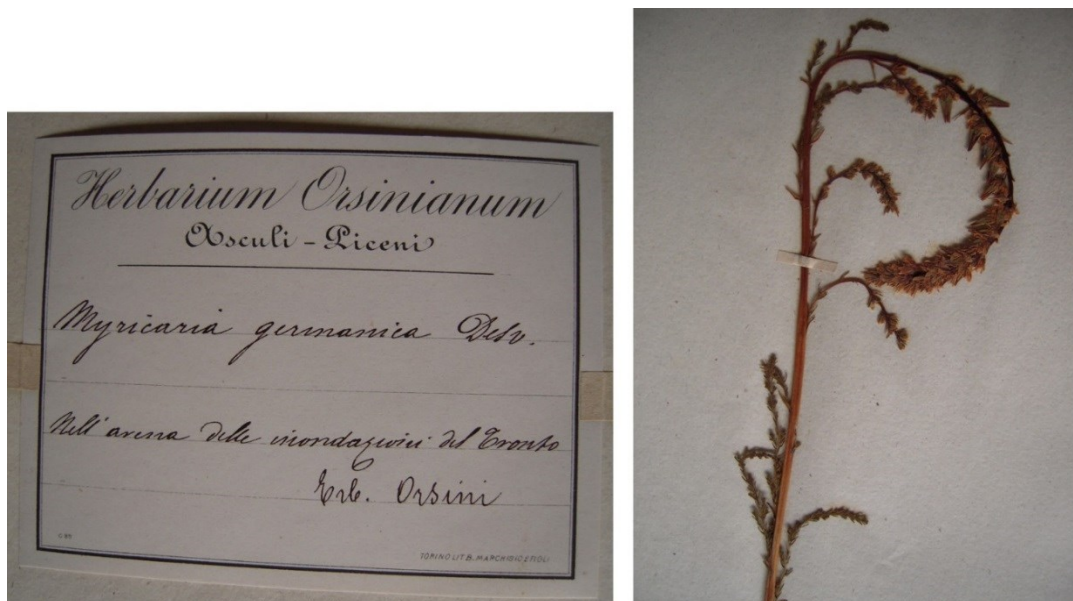 Herbarium Orsinianum
Asculi - Piceni
Myricaria germanica Desv.
Nell' arena delle inondazioni del Tronto
Erb. Orsini
TORINO LIT B. MARCHISIO E FIGLI